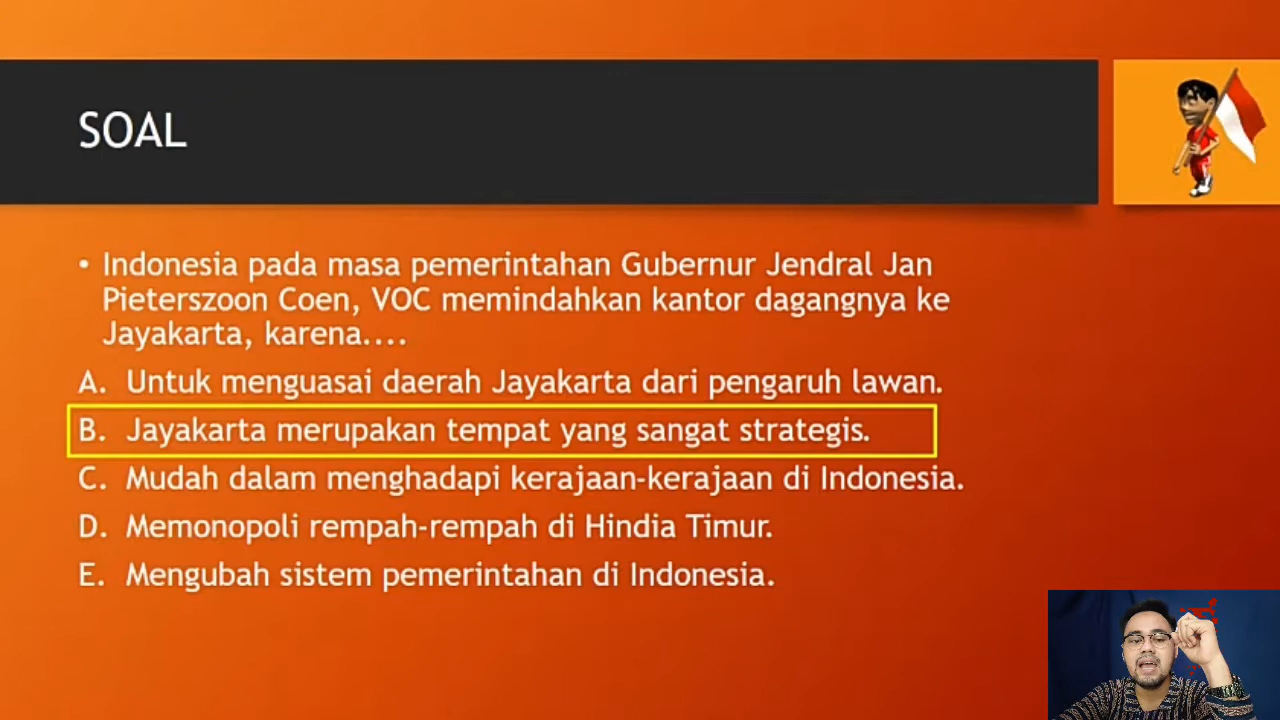 SOAL
• Indonesia pada masa pemerintahan Gubernur Jendral Jan
Pieterszoon Coen, VOC memindahkan kantor dagangnya ke
Jayakarta, karena....
A. Untuk menguasai daerah Jayakarta dari pengaruh lawan.
B. Jayakarta merupakan tempat yang sangat strategis.
C. Mudah dalam menghadapi kerajaan-kerajaan di Indonesia.
D. Memonopoli rempah-rempah di Hindia Timur.
E. Mengubah sistem pemerintahan di Indonesia.